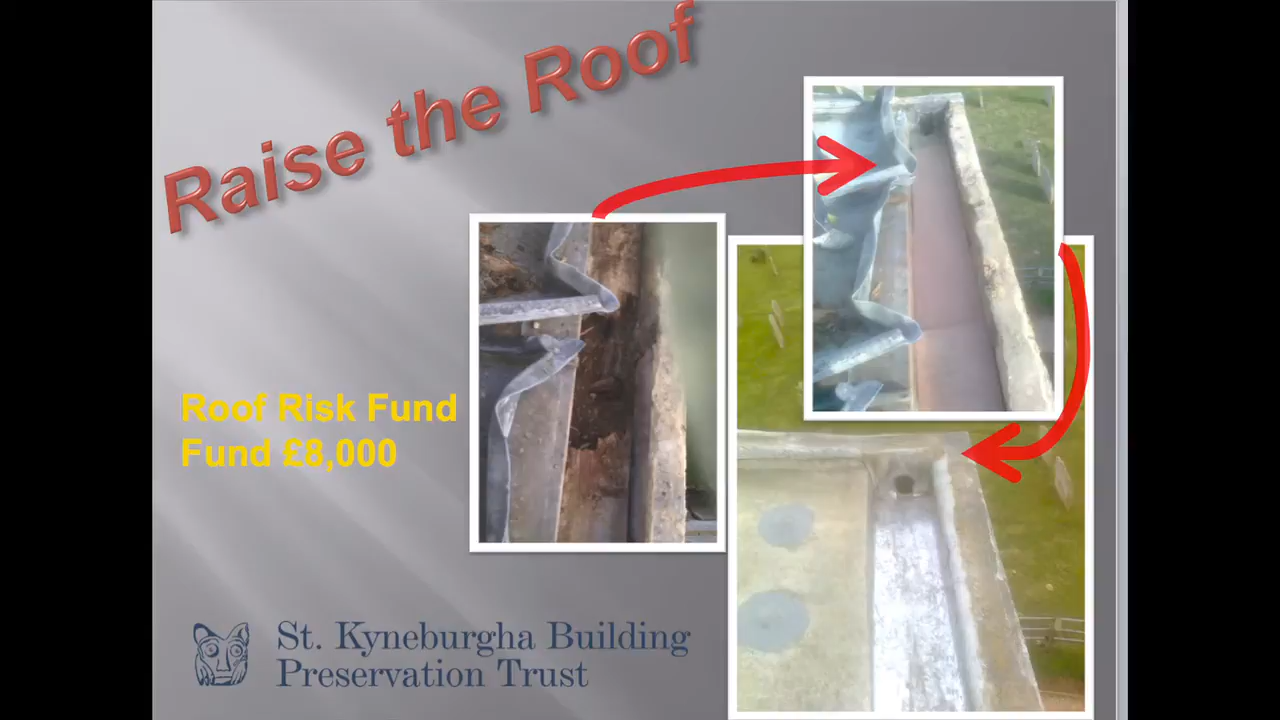 Raise the Roof
Roof Risk Fund
Fund £8,000
St. Kyneburgha Building
Preservation Trust